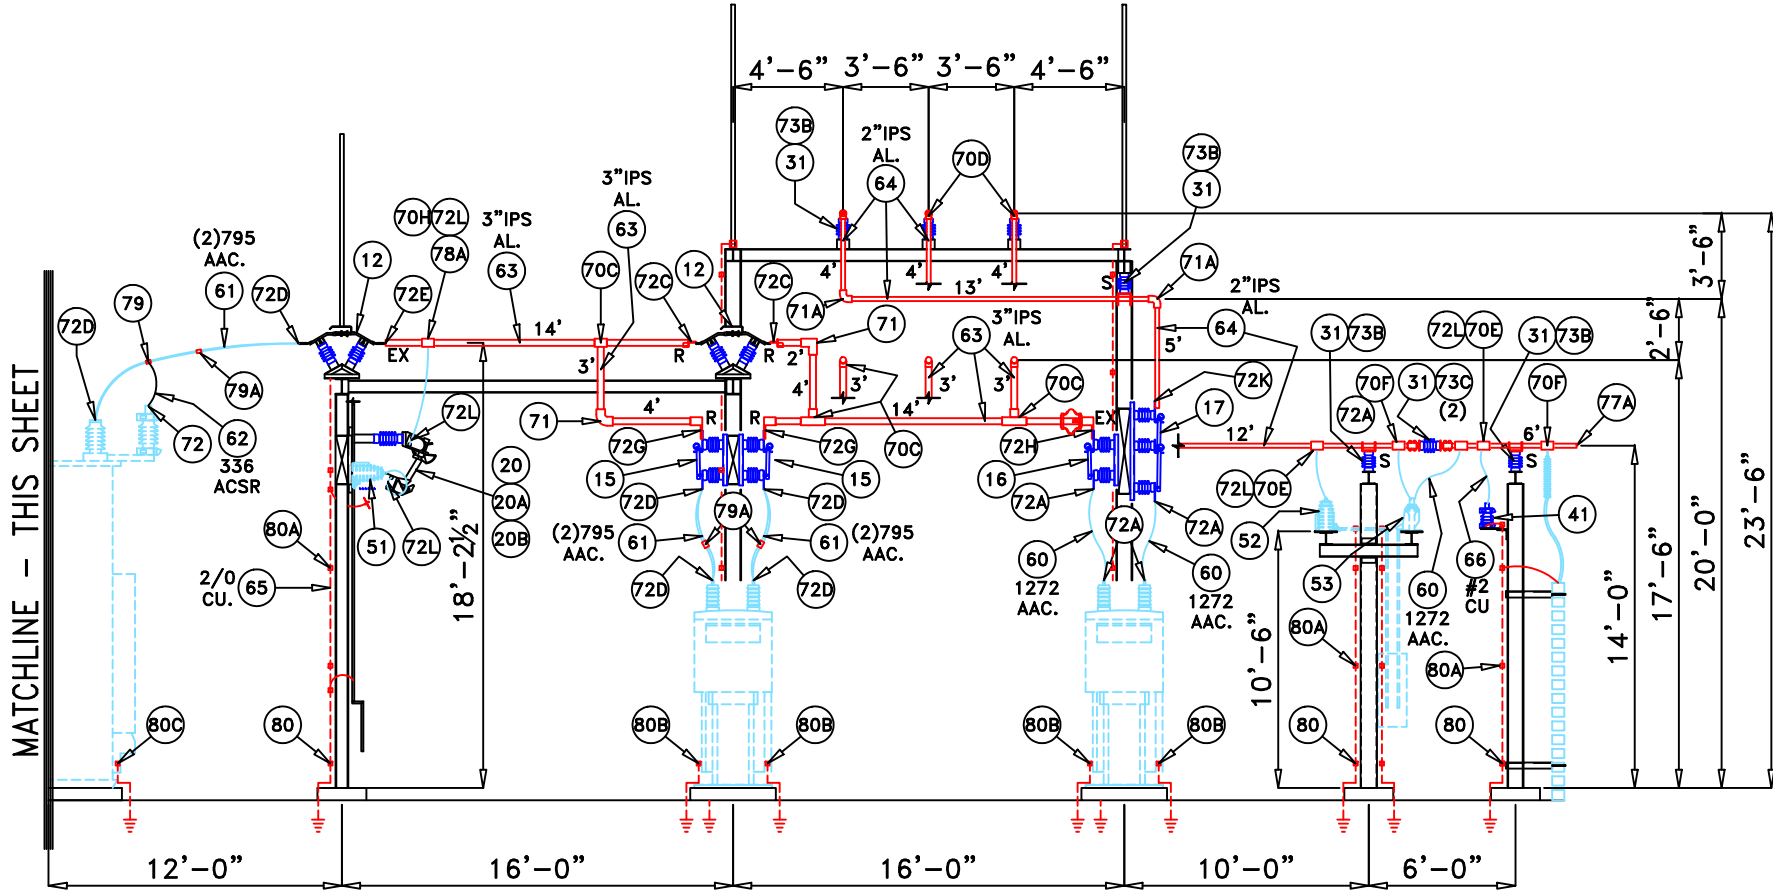 4'-6"
3'-6"
3'-6"
4'-6"
73B
31
2"IPS
AL.
64
70D
73B
31
3"IPS
AL.
63
70H
72L
78A
3"IPS
AL.
63
(2)795
AAC.
61
12
79
72D
72D
72E
70C
72C
12
72C
4'
4'
4'
S
71A
13'
71A
71
2"IPS
AL.
64
3'-6"
2'-6"
EX
14'
R
R
2'
3"IPS
AL.
63
5'
31
73B
72L
70E
31
73B
79A
3'
4'
3'
3'
3'
70C
72K
17
70F
72A
31
73C
(2)
70F
77A
72
62
336
ACSR
72L
71
4'
R
R
14'
70C
EX
12'
S
S
6'
20
20A
20B
51
72L
72G
15
72D
72G
15
72D
72H
16
72A
72A
72L
70E
79A
72A
(2)795
AAC.
61
61
(2)795
AAC.
52
41
80A
2/0
CU.
65
18'-2½"
72D
72D
60
1272
AAC.
60
1272
AAC.
53
60
1272
AAC.
66
#2
CU
10'-6"
14'-0"
17'-6"
20'-0"
23'-6"
80A
80A
MATCHLINE - THIS SHEET
80C
80
80B
80B
80B
80B
80
80
12'-0"
16'-0"
16'-0"
10'-0"
6'-0"